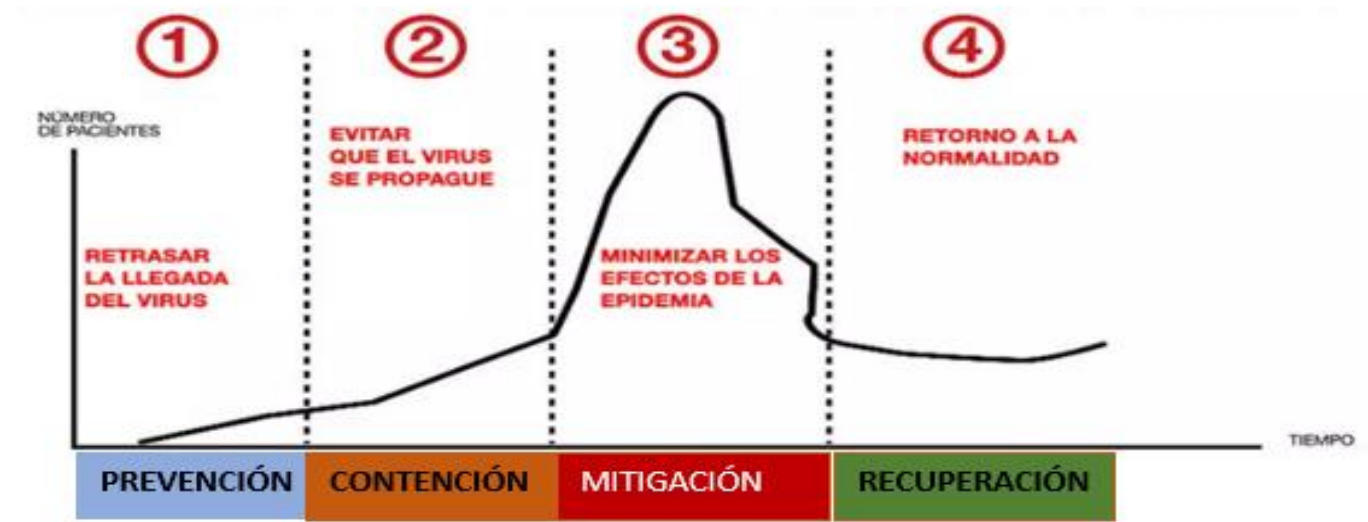 1
2
3
4
NÚMERO
DE PACIENTES
RETRASAR
LA LLEGADA
DEL VIRUS
EVITAR
QUE EL VIRUS
SE PROPAGUE
MINIMIZAR LOS
EFECTOS DE LA
EPIDEMIA
RETORNO A LA
NORMALIDAD
TIEMPO
PREVENCIÓN
CONTENCIÓN
MITIGACIÓN
RECUPERACIÓN